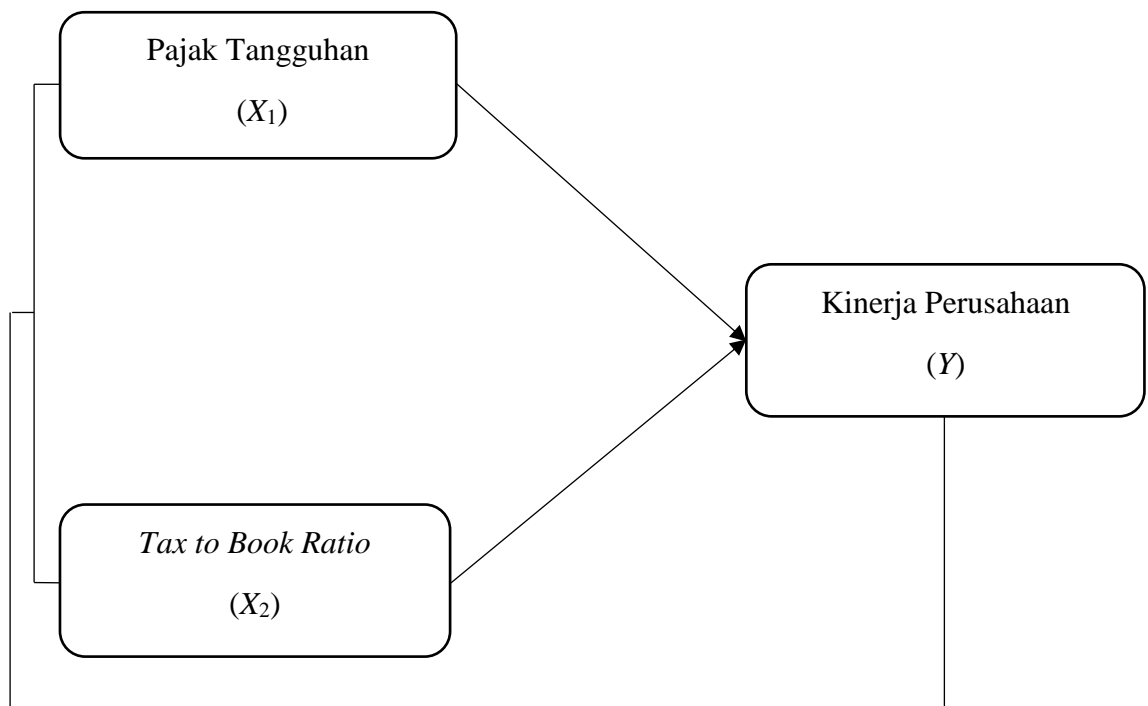 Pajak Tangguhan
(X₁)
Kinerja Perusahaan
(Y)
Tax to Book Ratio
(X₂)